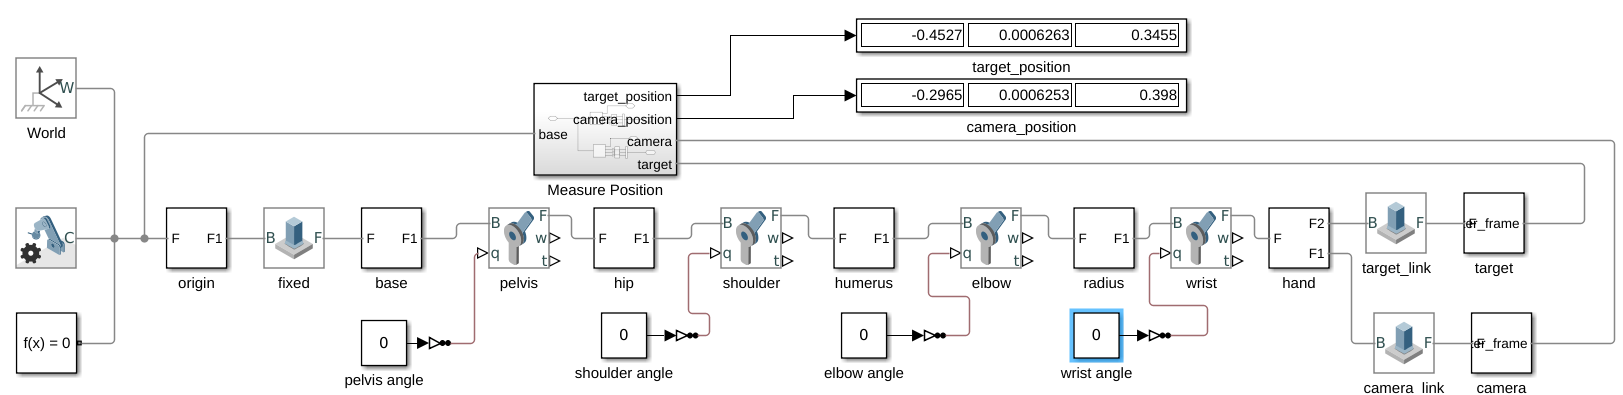 -0.4527 0.0006263 0.3455
target_position
-0.2965 0.0006253 0.398
camera_position
W
World
base
target_position
camera_position
camera
target
Measure Position
C
F F1
origin
B F
fixed
F F1
base
B F
q w
t
pelvis
F F1
hip
B F
q w
t
shoulder
F F1
humerus
B F
q w
t
elbow
F F1
radius
B F
q w
t
wrist
F F2
F1
hand
B F
target_link
F_frame
target
f(x) = 0
0
pelvis angle
0
shoulder angle
0
elbow angle
0
wrist angle
B F
camera_link
F_frame
camera